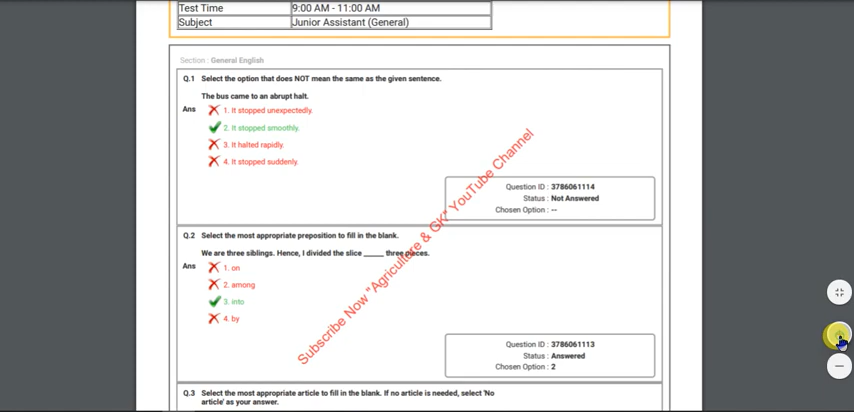 Test Time 9:00 AM - 11:00 AM
Subject Junior Assistant (General)
Section : General English
Q.1 Select the option that does NOT mean the same as the given sentence.
The bus came to an abrupt halt.
Ans 1. It stopped unexpectedly.
2. It stopped smoothly.
3. It halted rapidly.
4. It stopped suddenly.
Question ID : 3786061114
Status : Not Answered
Chosen Option : --
Q.2 Select the most appropriate preposition to fill in the blank.
We are three siblings. Hence, I divided the slice _____ three pieces.
Ans 1. on
2. among
3. into
4. by
Question ID : 3786061113
Status : Answered
Chosen Option : 2
Q.3 Select the most appropriate article to fill in the blank. If no article is needed, select 'No
article' as your answer.
Subscribe Now "Agriculture & GK" YouTube Channel